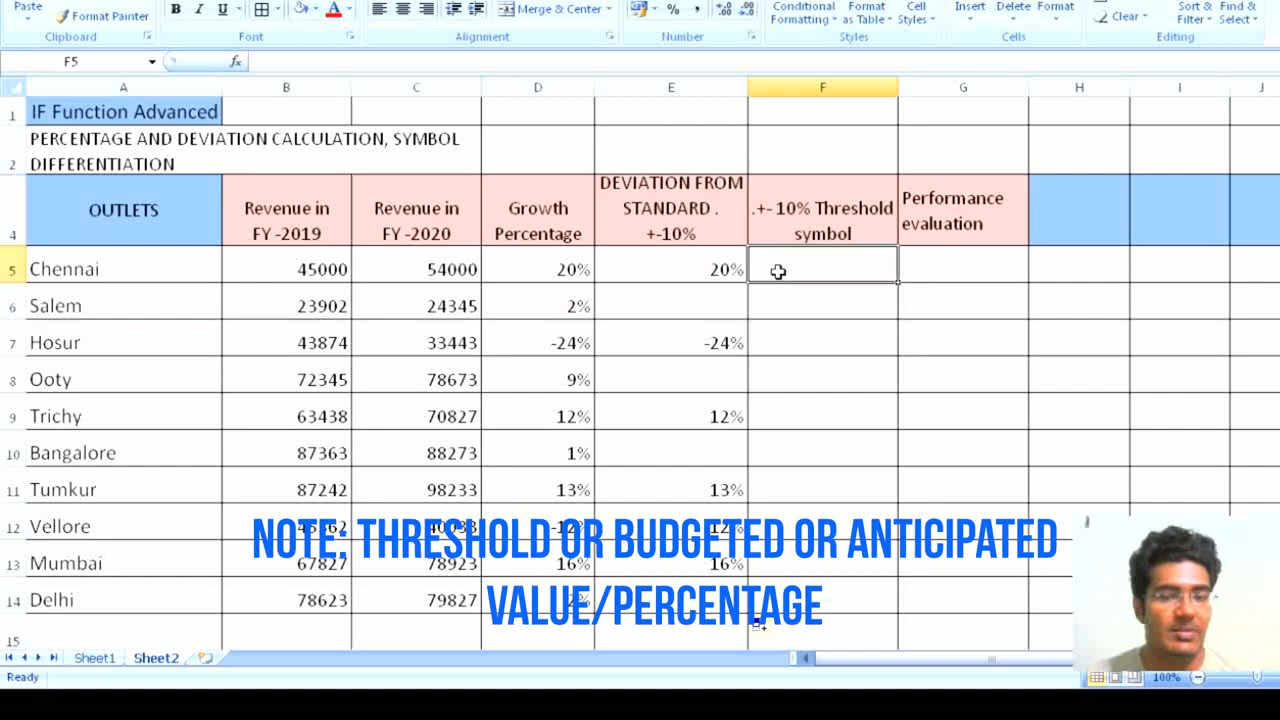 Paste
Format Painter
B I U
A
Merge & Center
%
Conditional Formatting
Format as Table
Cell Styles
Insert
Delete
Format
Clear
Sort & Filter
Find & Select
Clipboard
Font
Alignment
Number
Styles
Cells
Editing
F5
fx
A B C D E F G H I J
1 IF Function Advanced
PERCENTAGE AND DEVIATION CALCULATION, SYMBOL
2 DIFFERENTIATION
4 OUTLETS
Revenue in
FY -2019
Revenue in
FY -2020
Growth
Percentage
DEVIATION FROM
STANDARD .
+-10%
.+- 10% Threshold
symbol
Performance
evaluation
5 Chennai 45000 54000 20% 20%
6 Salem 23902 24345 2%
7 Hosur 43874 33443 -24% -24%
8 Ooty 72345 78673 9%
9 Trichy 63438 70827 12% 12%
10 Bangalore 87363 88273 1%
11 Tumkur 87242 98233 13% 13%
12 Vellore
13 Mumbai 67827 78923 16% 16%
14 Delhi 78623 79827
15
NOTE: THRESHOLD OR BUDGETED OR ANTICIPATED
VALUE/PERCENTAGE
Sheet1 Sheet2
Ready
100%